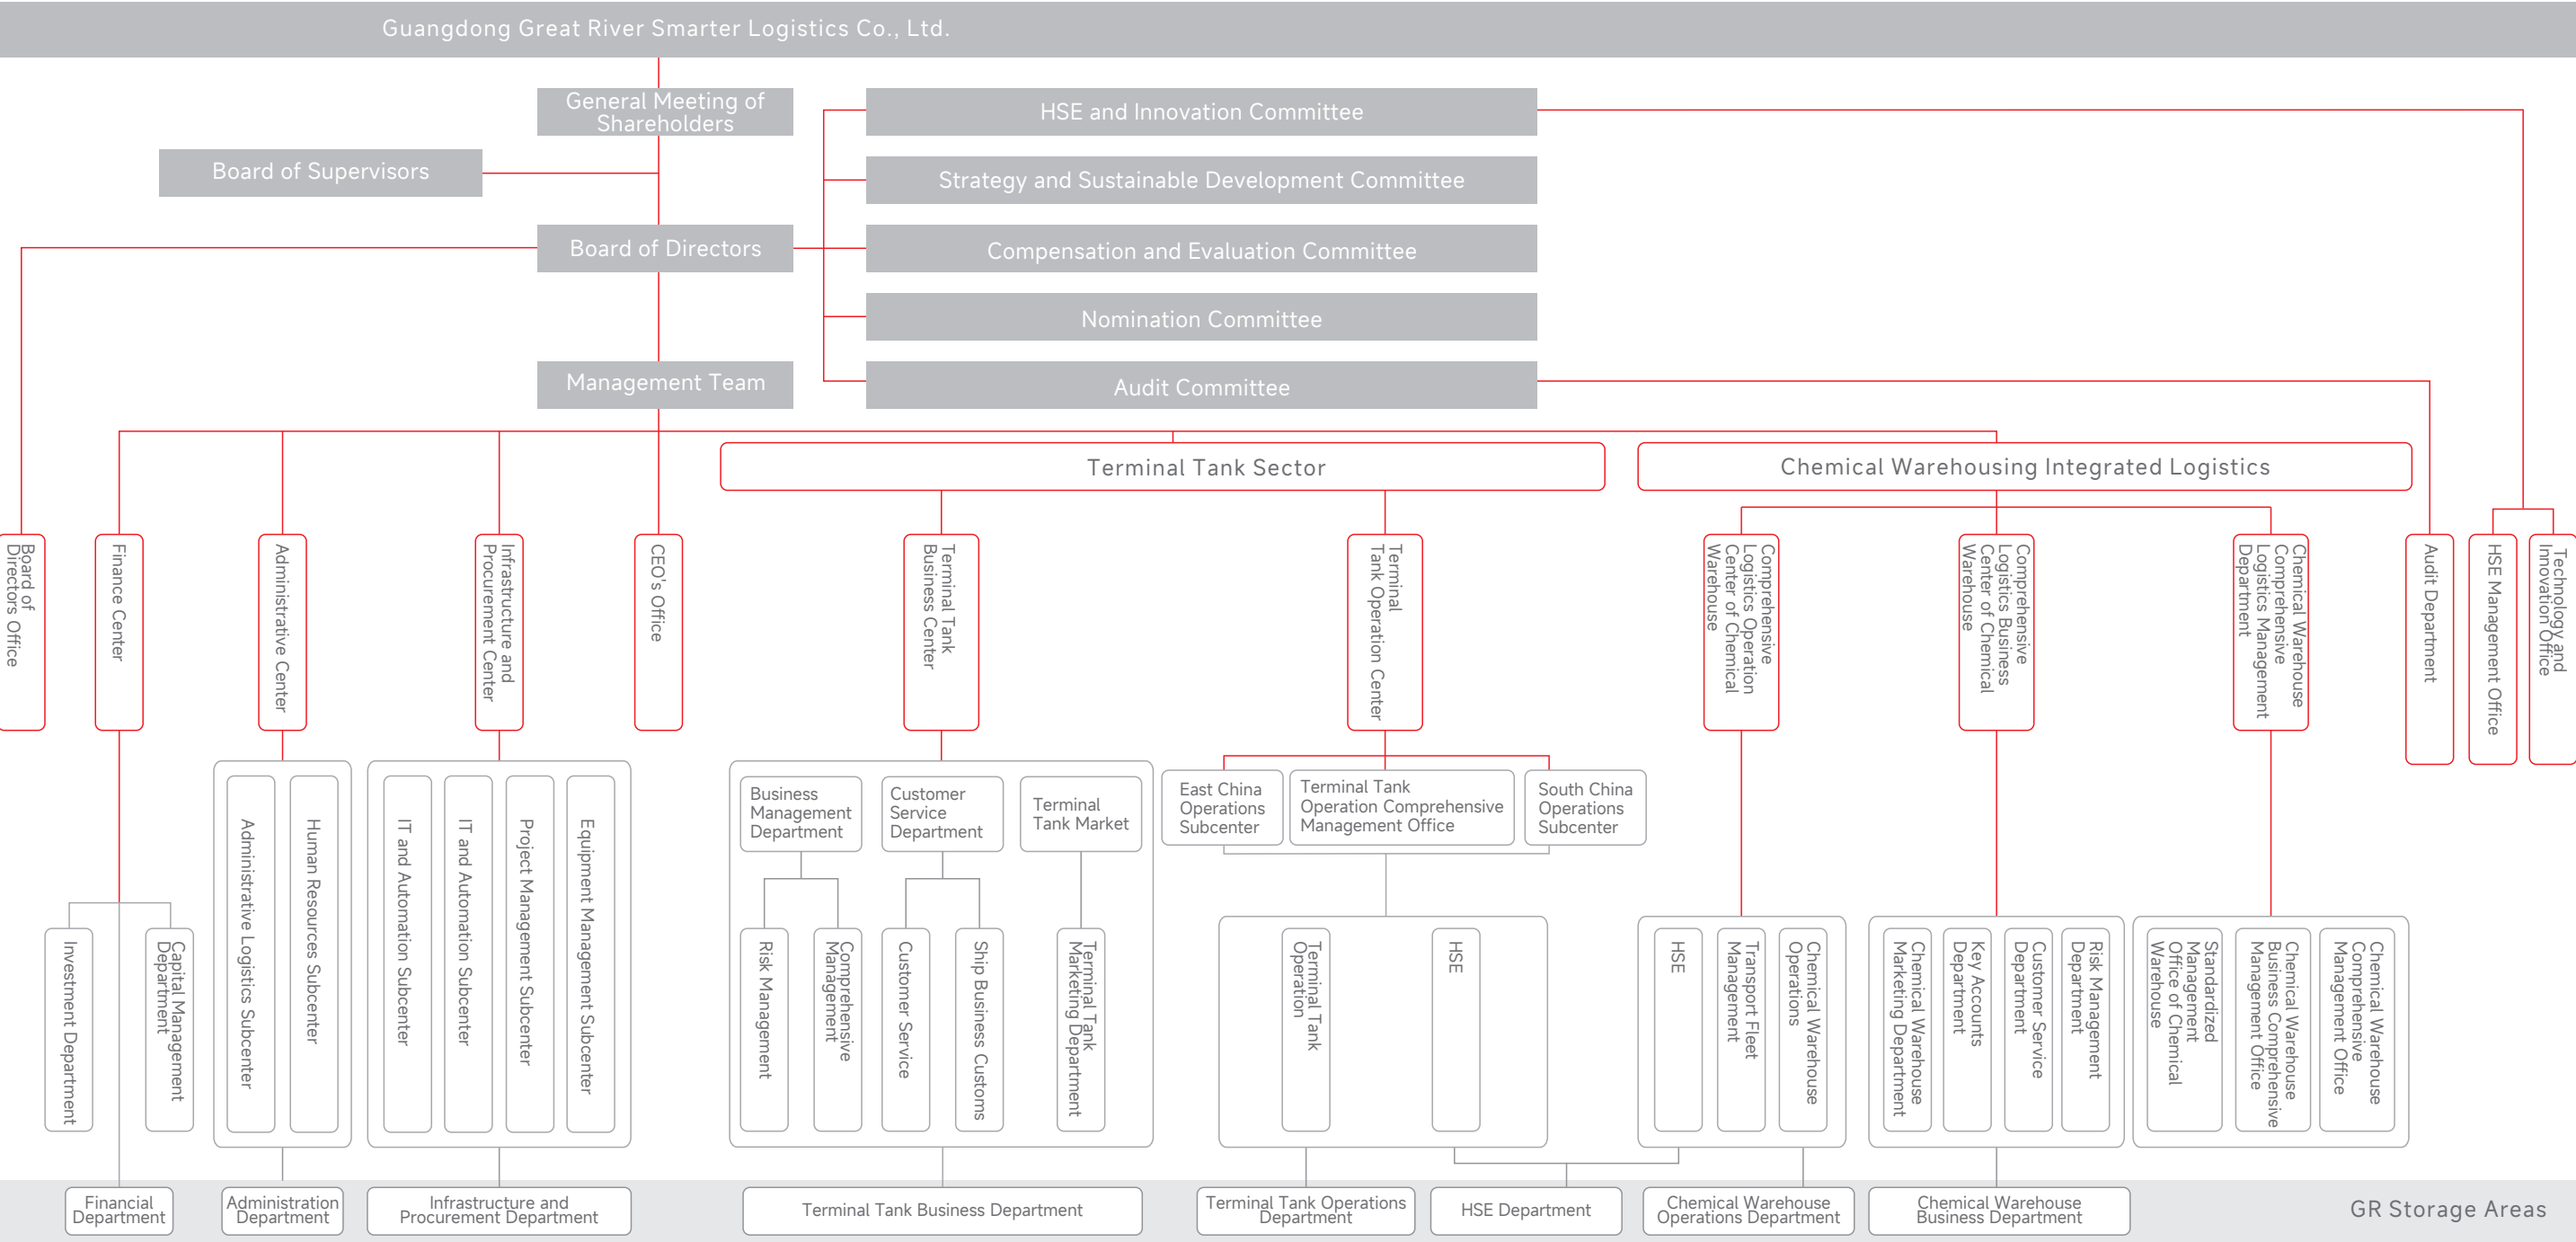 Guangdong Great River Smarter Logistics Co., Ltd.
General Meeting of
Shareholders
HSE and Innovation Committee
Board of Supervisors
Strategy and Sustainable Development Committee
Board of Directors
Compensation and Evaluation Committee
Nomination Committee
Management Team
Audit Committee
Terminal Tank Sector
Chemical Warehousing Integrated Logistics
Board of
Directors Office
Finance Center
Administrative Center
Infrastructure and
Procurement Center
CEO's Office
Terminal Tank
Business Center
Terminal
Tank Operation Center
Comprehensive
Logistics Operation
Center of Chemical
Warehouse
Comprehensive
Logistics Business
Center of Chemical
Warehouse
Chemical Warehouse
Comprehensive
Logistics Management
Department
Audit Department
HSE Management Office
Technology and
Innovation Office
Business
Management
Department
Customer
Service
Department
Terminal
Tank Market
East China
Operations
Subcenter
Terminal Tank
Operation Comprehensive
Management Office
South China
Operations
Subcenter
Investment Department
Capital Management
Department
Administrative Logistics Subcenter
Human Resources Subcenter
IT and Automation Subcenter
IT and Automation Subcenter
Project Management Subcenter
Equipment Management Subcenter
Risk Management
Comprehensive
Management
Customer Service
Ship Business Customs
Terminal Tank
Marketing Department
Terminal Tank
Operation
HSE
HSE
Transport Fleet
Management
Chemical Warehouse
Operations
Chemical Warehouse
Marketing Department
Key Accounts
Department
Customer Service
Department
Risk Management
Department
Standardized
Management
Office of Chemical
Warehouse
Chemical Warehouse
Business Comprehensive
Management Office
Chemical Warehouse
Comprehensive
Management Office
Financial
Department
Administration
Department
Infrastructure and
Procurement Department
Terminal Tank Business Department
Terminal Tank Operations
Department
HSE Department
Chemical Warehouse
Operations Department
Chemical Warehouse
Business Department
GR Storage Areas